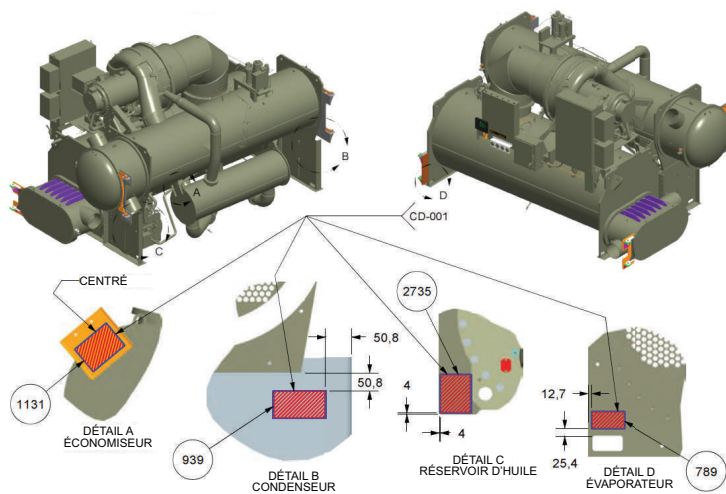 B
A
C
D
CD-001
CENTRÉ
1131
DÉTAIL A
ÉCONOMISEUR
50,8
50,8
939
DÉTAIL B
CONDENSEUR
2735
4
4
DÉTAIL C
RÉSERVOIR D'HUILE
12,7
25,4
789
DÉTAIL D
ÉVAPORATEUR